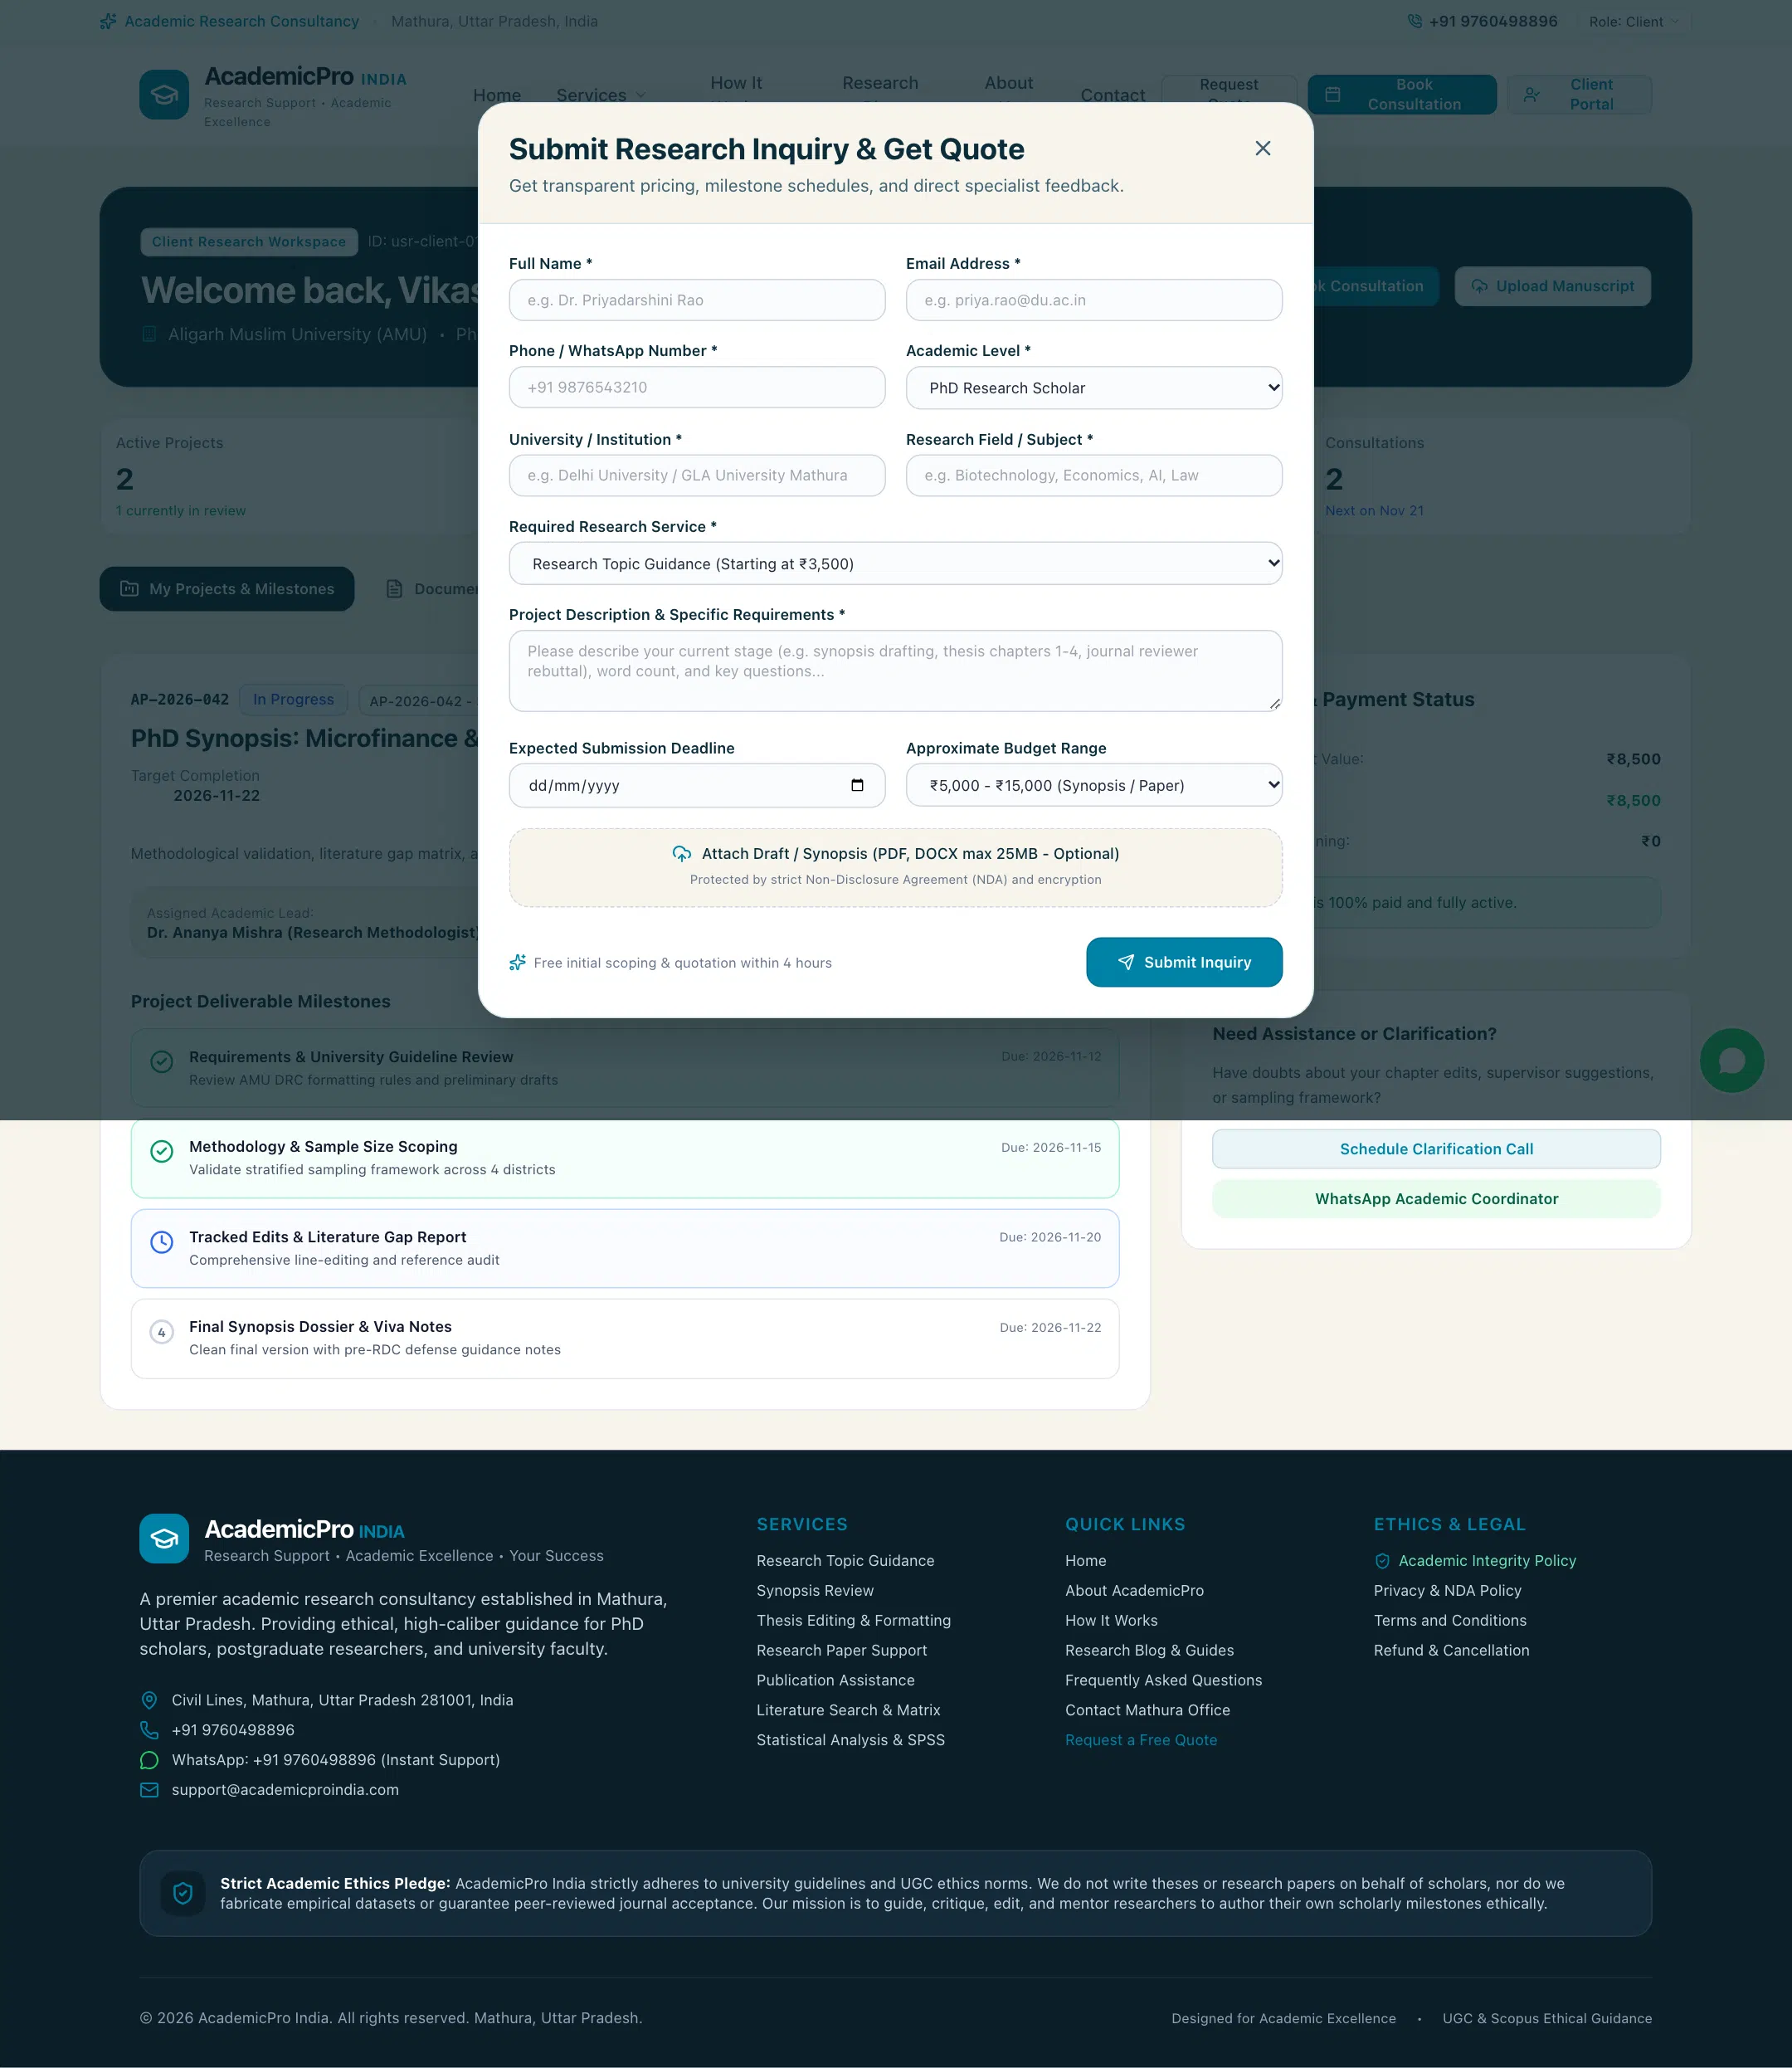 Academic Research Consultancy • Mathura, Uttar Pradesh, India
+91 9760498896 Role: Client
AcademicPro INDIA
Research Support • Academic
Excellence
Home Services How It Research About Contact
Request
Book
Consultation
Client
Portal
Submit Research Inquiry & Get Quote
Get transparent pricing, milestone schedules, and direct specialist feedback.
Full Name * Email Address *
e.g. Dr. Priyadarshini Rao e.g. priya.rao@du.ac.in
Phone / WhatsApp Number * Academic Level *
+91 9876543210 PhD Research Scholar
University / Institution * Research Field / Subject *
e.g. Delhi University / GLA University Mathura e.g. Biotechnology, Economics, AI, Law
Required Research Service *
Research Topic Guidance (Starting at ₹3,500)
Project Description & Specific Requirements *
Please describe your current stage (e.g. synopsis drafting, thesis chapters 1-4, journal reviewer
rebuttal), word count, and key questions...
Expected Submission Deadline Approximate Budget Range
dd/mm/yyyy ₹5,000 - ₹15,000 (Synopsis / Paper)
Attach Draft / Synopsis (PDF, DOCX max 25MB - Optional)
Protected by strict Non-Disclosure Agreement (NDA) and encryption
Free initial scoping & quotation within 4 hours Submit Inquiry
Client Research Workspace ID: usr-client-0
Welcome back, Vikas
Aligarh Muslim University (AMU) • Ph
Consultation Upload Manuscript
Active Projects
2
1 currently in review
Consultations
2
Next on Nov 21
My Projects & Milestones
AP-2026-042 In Progress AP-2026-042 -
PhD Synopsis: Microfinance &
Target Completion
2026-11-22
Methodological validation, literature gap matrix, a
Assigned Academic Lead:
Dr. Ananya Mishra (Research Methodologist)
Payment Status
Value: ₹8,500
₹8,500
ning: ₹0
is 100% paid and fully active.
Project Deliverable Milestones
Requirements & University Guideline Review Due: 2026-11-12
Review AMU DRC formatting rules and preliminary drafts
Methodology & Sample Size Scoping Due: 2026-11-15
Validate stratified sampling framework across 4 districts
Tracked Edits & Literature Gap Report Due: 2026-11-20
Comprehensive line-editing and reference audit
4 Final Synopsis Dossier & Viva Notes Due: 2026-11-22
Clean final version with pre-RDC defense guidance notes
Need Assistance or Clarification?
Have doubts about your chapter edits, supervisor suggestions,
or sampling framework?
Schedule Clarification Call
WhatsApp Academic Coordinator
AcademicPro INDIA
Research Support • Academic Excellence • Your Success
A premier academic research consultancy established in Mathura,
Uttar Pradesh. Providing ethical, high-caliber guidance for PhD
scholars, postgraduate researchers, and university faculty.
Civil Lines, Mathura, Uttar Pradesh 281001, India
+91 9760498896
WhatsApp: +91 9760498896 (Instant Support)
support@academicproindia.com
SERVICES
Research Topic Guidance
Synopsis Review
Thesis Editing & Formatting
Research Paper Support
Publication Assistance
Literature Search & Matrix
Statistical Analysis & SPSS
QUICK LINKS
Home
About AcademicPro
How It Works
Research Blog & Guides
Frequently Asked Questions
Contact Mathura Office
Request a Free Quote
ETHICS & LEGAL
Academic Integrity Policy
Privacy & NDA Policy
Terms and Conditions
Refund & Cancellation
Strict Academic Ethics Pledge: AcademicPro India strictly adheres to university guidelines and UGC ethics norms. We do not write theses or research papers on behalf of scholars, nor do we
fabricate empirical datasets or guarantee peer-reviewed journal acceptance. Our mission is to guide, critique, edit, and mentor researchers to author their own scholarly milestones ethically.
© 2026 AcademicPro India. All rights reserved. Mathura, Uttar Pradesh.
Designed for Academic Excellence • UGC & Scopus Ethical Guidance